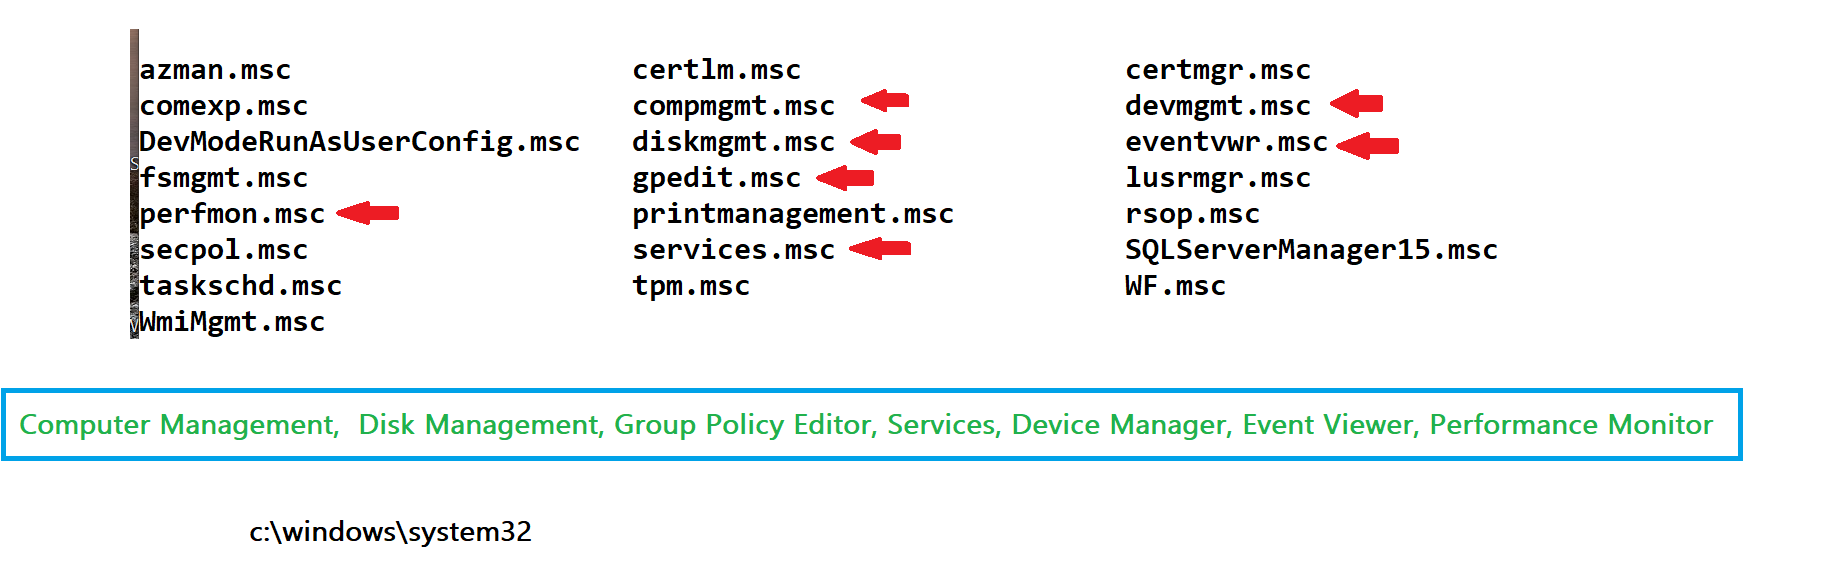 azman.msc certlm.msc certmgr.msc
comexp.msc compmgmt.msc devmgmt.msc
DevModeRunAsUserConfig.msc diskmgmt.msc eventvwr.msc
fsmgmt.msc gpedit.msc lusrmgr.msc
perfmon.msc printmanagement.msc rsop.msc
secpol.msc services.msc SQLServerManager15.msc
taskschd.msc tpm.msc WF.msc
WmiMgmt.msc
Computer Management, Disk Management, Group Policy Editor, Services, Device Manager, Event Viewer, Performance Monitor
c:\windows\system32